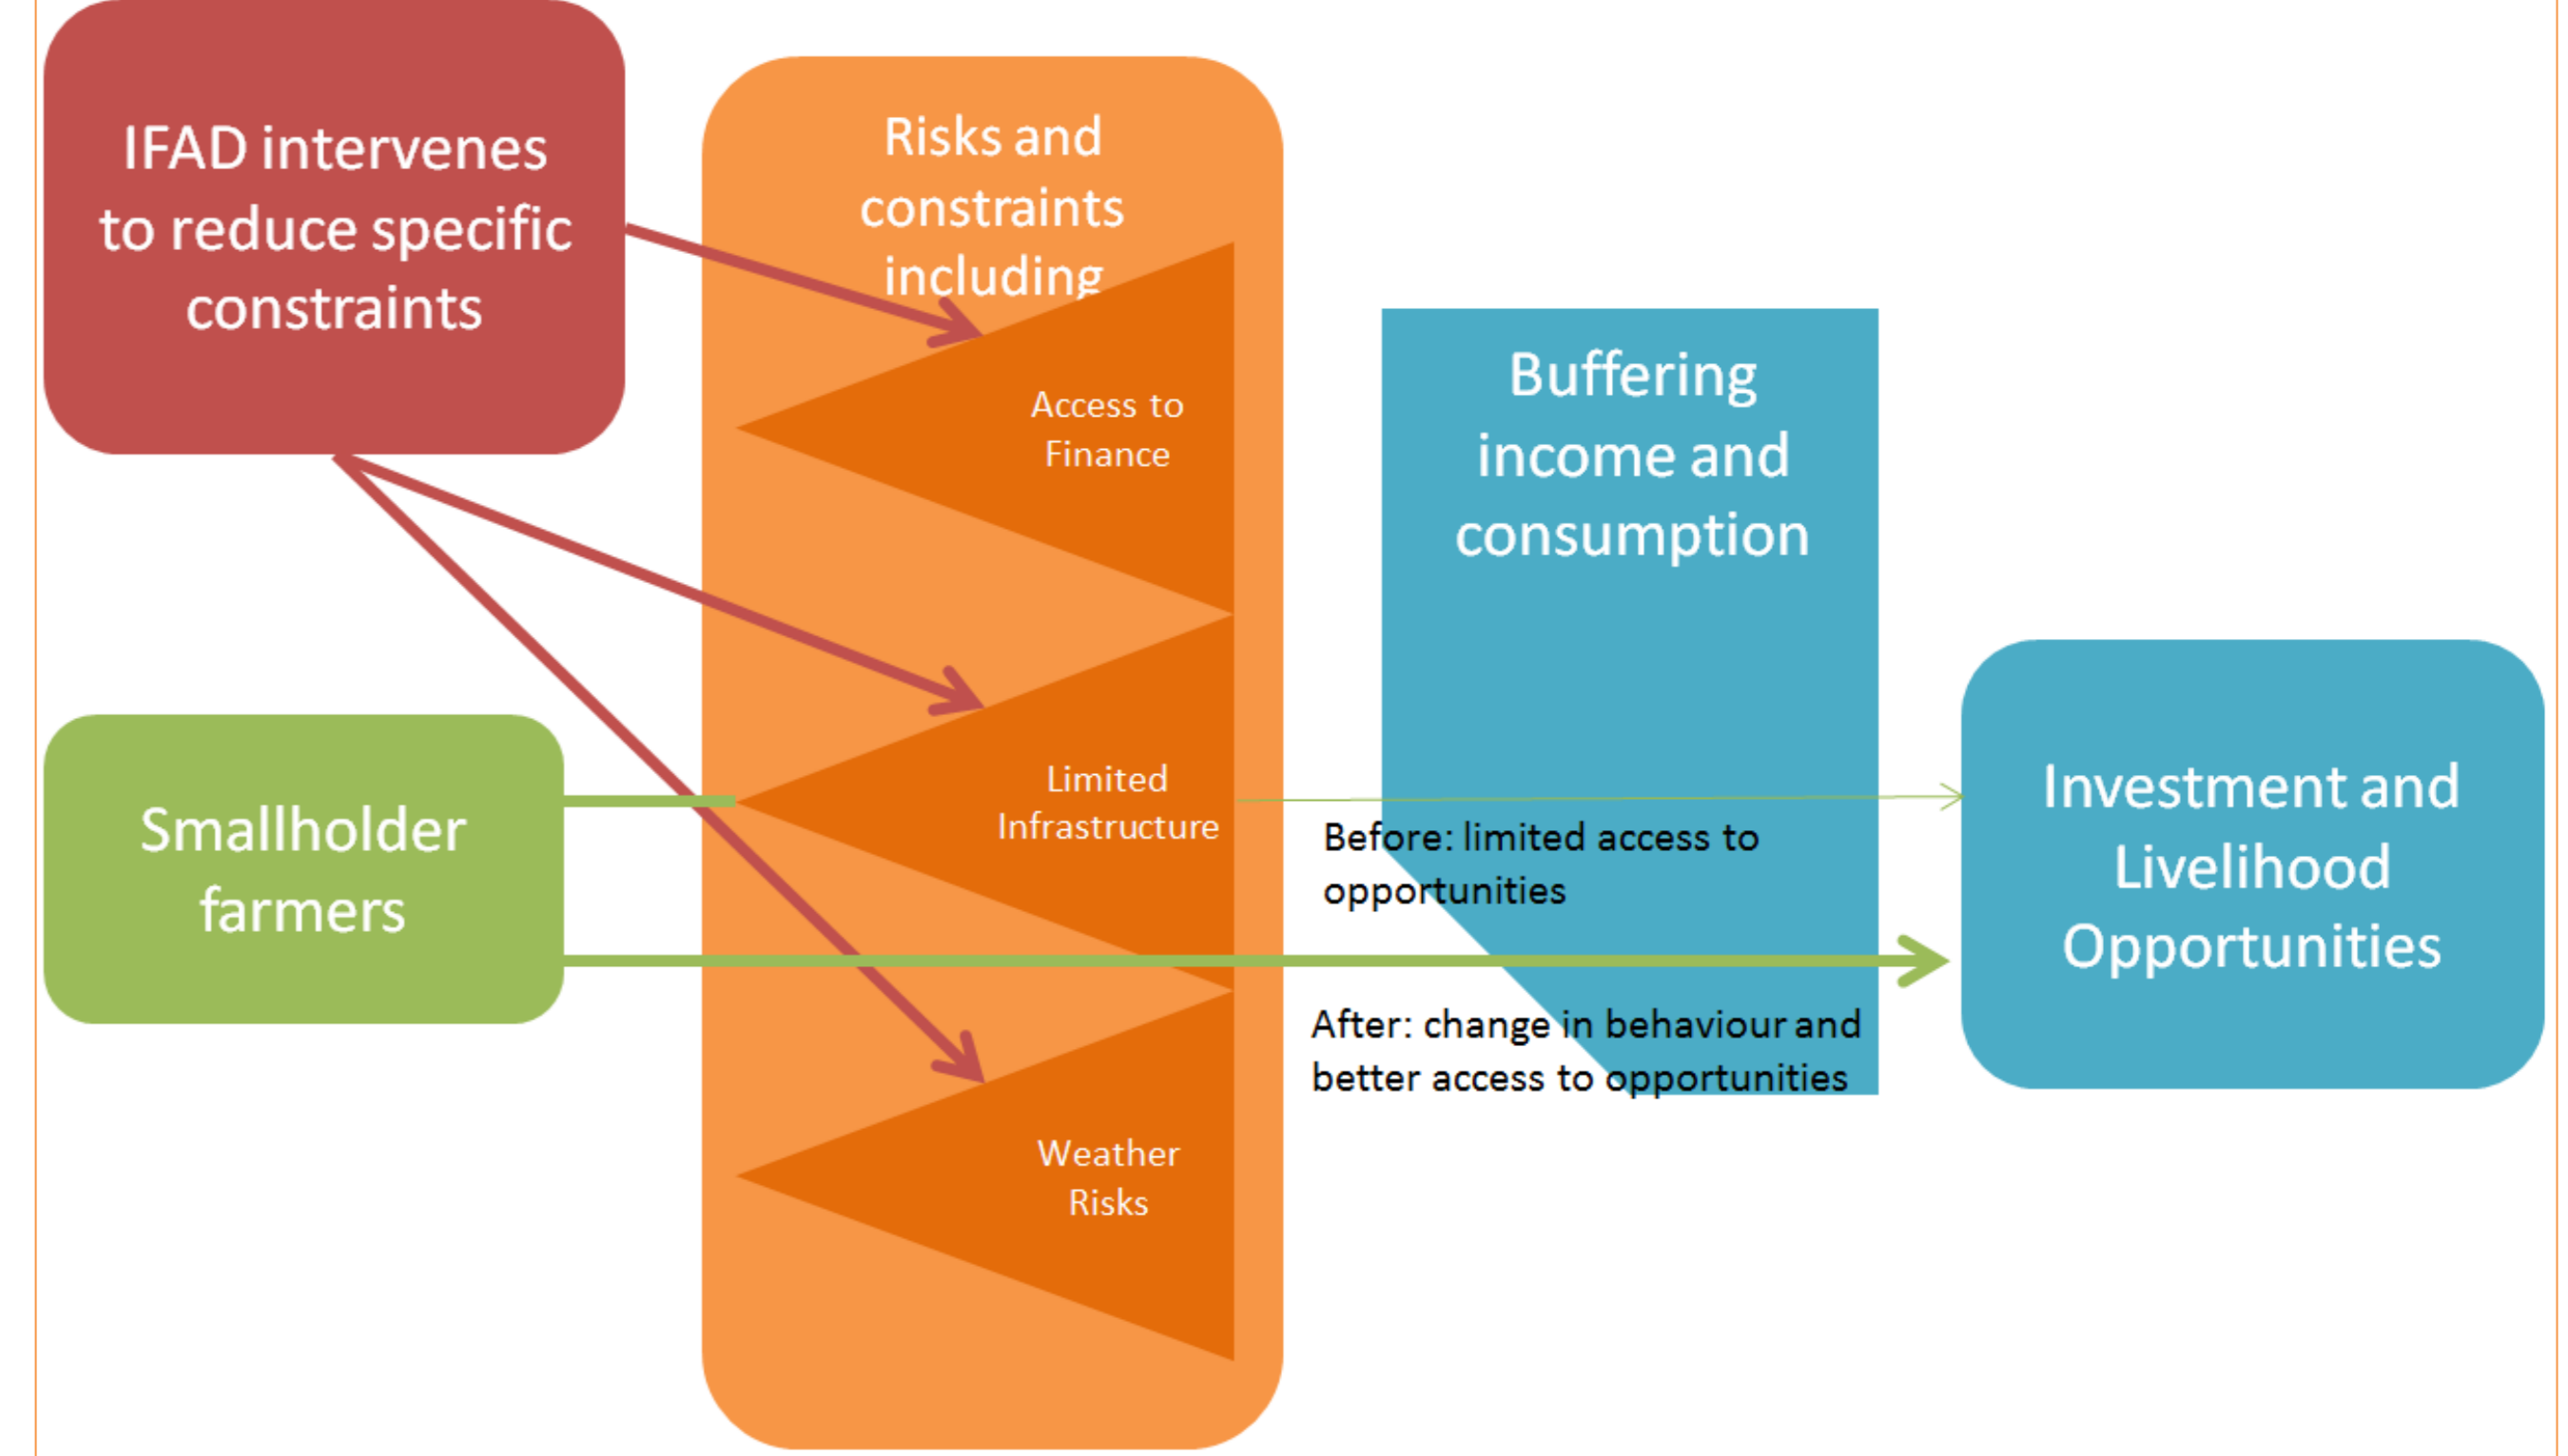 IFAD intervenes
to reduce specific
constraints
Smallholder
farmers
Risks and
constraints
including
Access to
Finance
Limited
Infrastructure
Weather
Risks
Buffering
income and
consumption
Before: limited access to
opportunities
After: change in behaviour and
better access to opportunities
Investment and
Livelihood
Opportunities